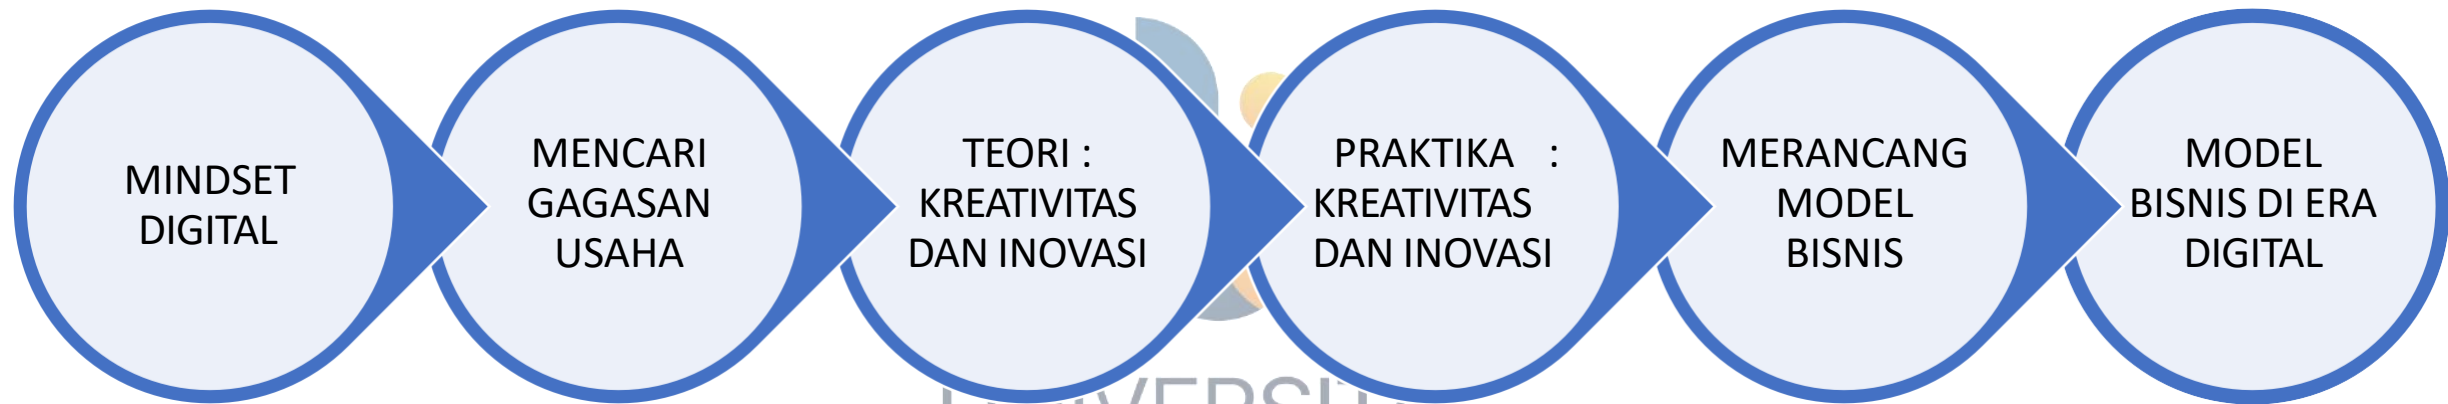 MINDSET
DIGITAL
MENCARI
GAGASAN
USAHA
TEORI :
KREATIVITAS
DAN INOVASI
PRAKTIKA :
KREATIVITAS
DAN INOVASI
MERANCANG
MODEL
BISNIS
MODEL
BISNIS DI ERA
DIGITAL